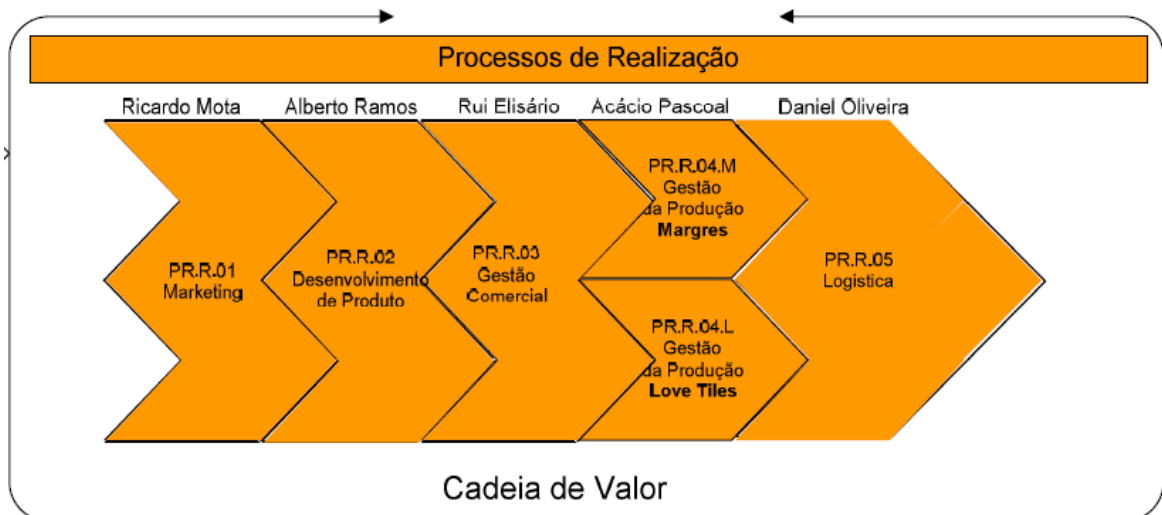 Processos de Realização
Ricardo Mota
Alberto Ramos
Rui Elisário
Acácio Pascoal
Daniel Oliveira
PR.R.01
Marketing
PR.R.02
Desenvolvimento
de Produto
PR.R.03
Gestão
Comercial
PR.R.04.M
Gestão
da Produção
Margres
PR.R.04.L
Gestão
da Produção
Love Tiles
PR.R.05
Logistica
Cadeia de Valor